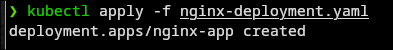 ❯ kubectl apply -f nginx-deployment.yaml
deployment.apps/nginx-app created